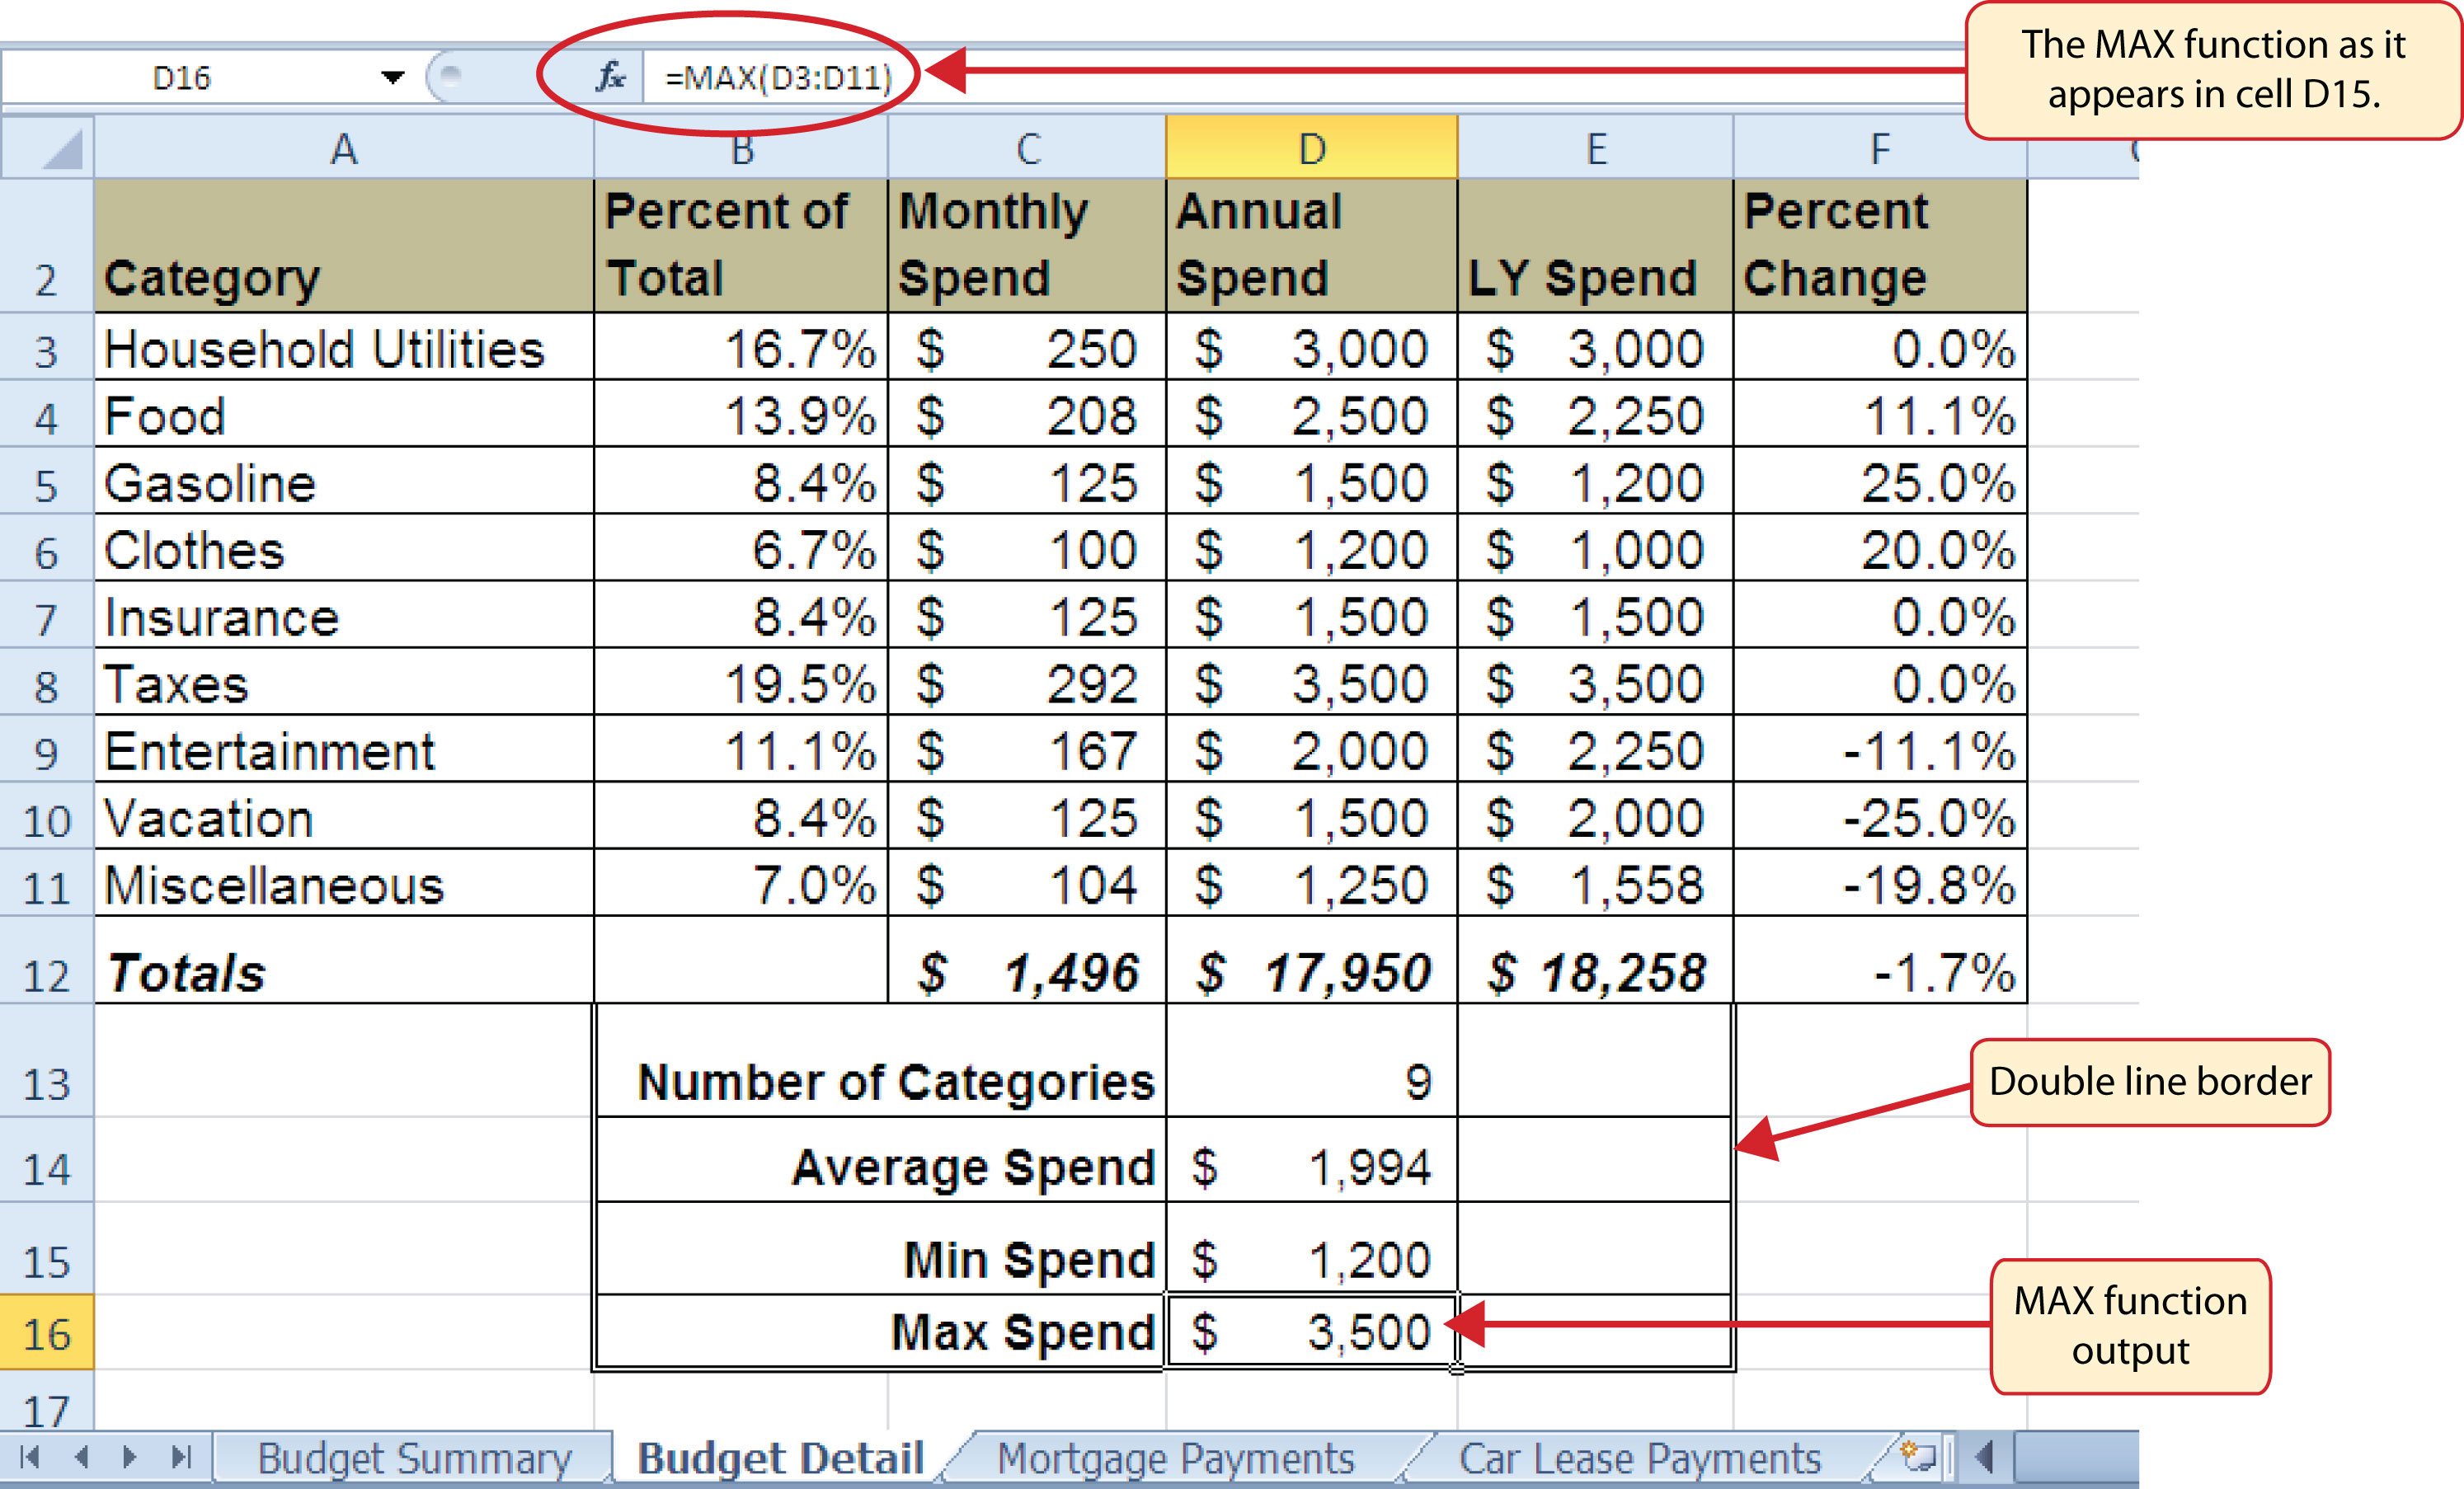 The MAX function as it
appears in cell D15.
D16 fx =MAX(D3:D11)
A B C D E F
Percent of Monthly Annual Percent
2 Category Total Spend Spend LY Spend Change
3 Household Utilities 16.7% $ 250 $ 3,000 $ 3,000 0.0%
4 Food 13.9% $ 208 $ 2,500 $ 2,250 11.1%
5 Gasoline 8.4% $ 125 $ 1,500 $ 1,200 25.0%
6 Clothes 6.7% $ 100 $ 1,200 $ 1,000 20.0%
7 Insurance 8.4% $ 125 $ 1,500 $ 1,500 0.0%
8 Taxes 19.5% $ 292 $ 3,500 $ 3,500 0.0%
9 Entertainment 11.1% $ 167 $ 2,000 $ 2,250 -11.1%
10 Vacation 8.4% $ 125 $ 1,500 $ 2,000 -25.0%
11 Miscellaneous 7.0% $ 104 $ 1,250 $ 1,558 -19.8%
12 Totals $ 1,496 $ 17,950 $ 18,258 -1.7%
13 Number of Categories 9
Double line border
14 Average Spend $ 1,994
15 Min Spend $ 1,200
16 Max Spend $ 3,500
MAX function
output
17
Budget Summary Budget Detail Mortgage Payments Car Lease Payments